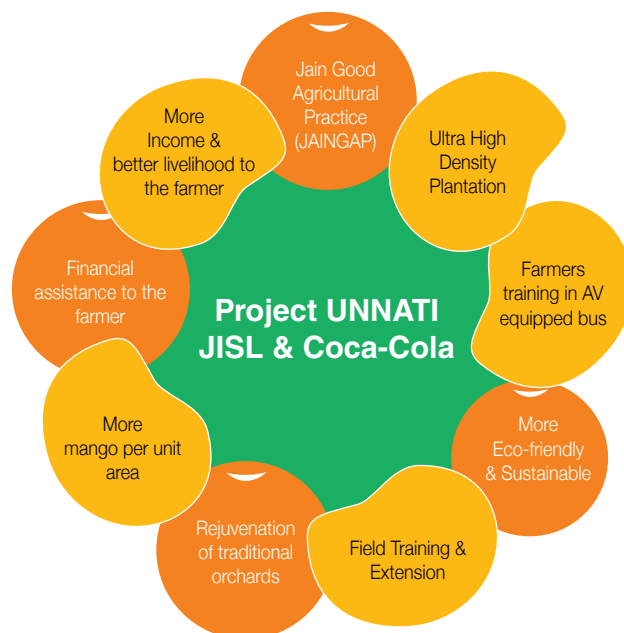 Jain Good
Agricultural
Practice
(JAINGAP)
Ultra High
Density
Plantation
Farmers
training in AV
equipped bus
More
Eco-friendly
& Sustainable
Field Training &
Extension
Rejuvenation
of traditional
orchards
More
mango per unit
area
Financial
assistance to the
farmer
More
Income &
better livelihood to
the farmer
Project UNNATI
JISL & Coca-Cola